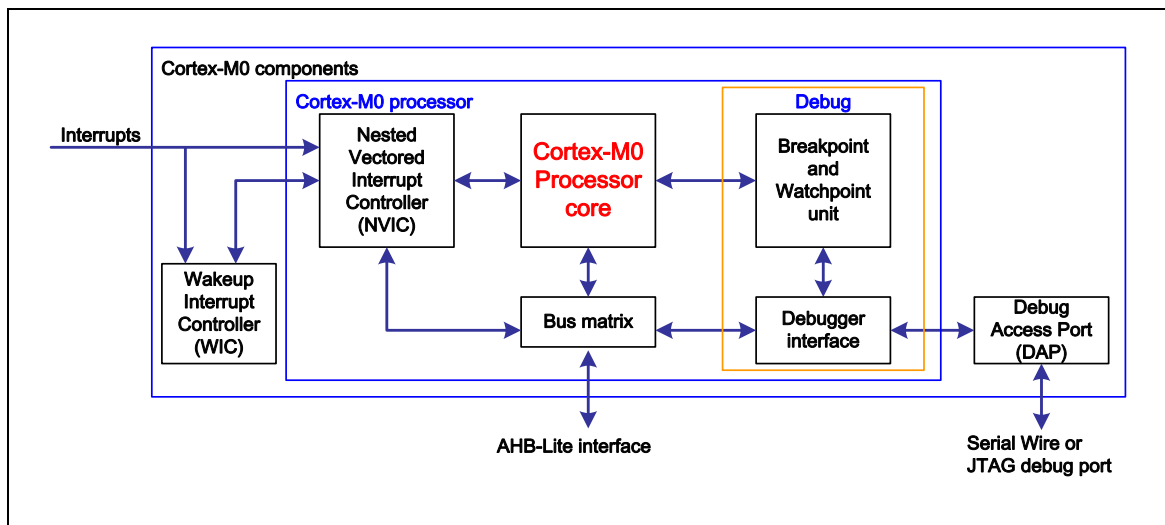 Cortex-M0 components
Cortex-M0 processor
Debug
Interrupts
Nested
Vectored
Interrupt
Controller
(NVIC)
Cortex-M0
Processor
core
Breakpoint
and
Watchpoint
unit
Wakeup
Interrupt
Controller
(WIC)
Bus matrix
Debugger
interface
Debug
Access Port
(DAP)
AHB-Lite interface
Serial Wire or
JTAG debug port